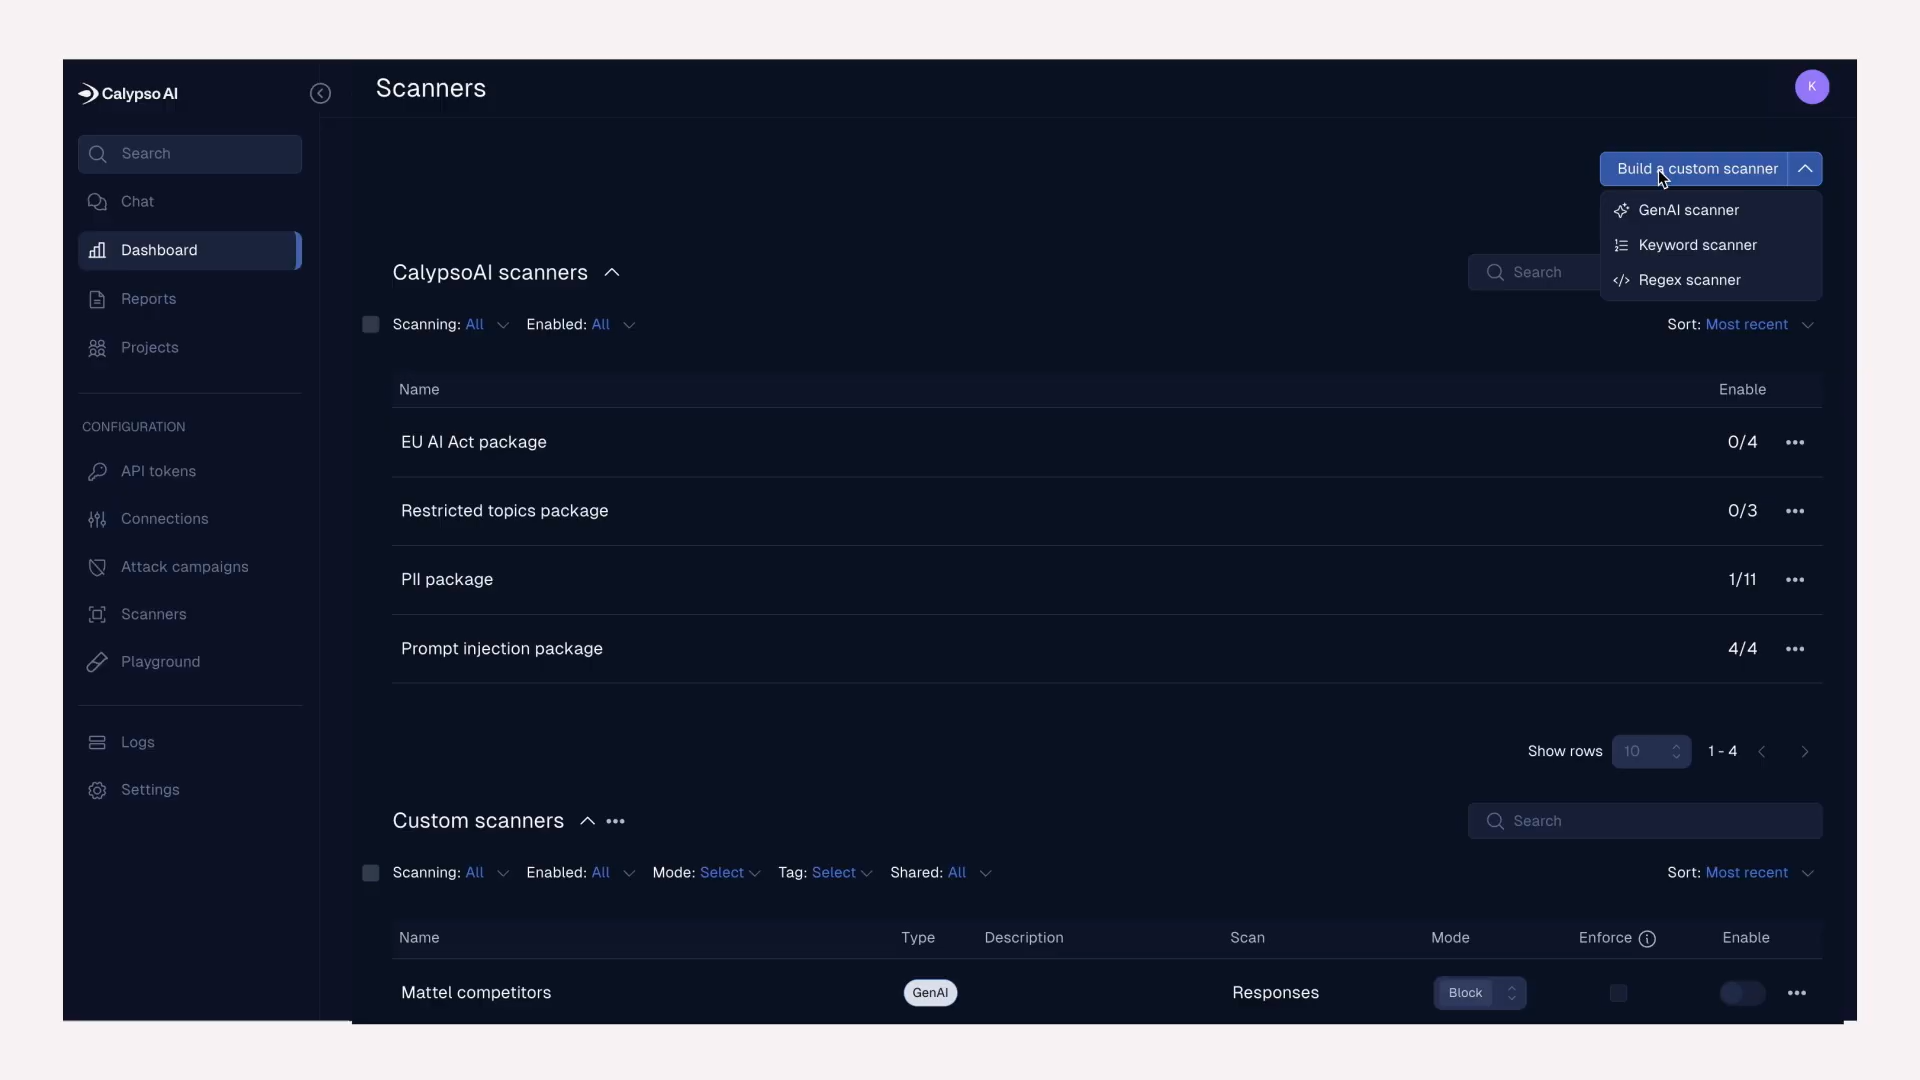 Calypso AI
Scanners
K
Search
Chat
Dashboard
Reports
Projects
CONFIGURATION
API tokens
Connections
Attack campaigns
Scanners
Playground
Logs
Settings
Build a custom scanner
GenAI scanner
Keyword scanner
Regex scanner
CalypsoAI scanners
Search
Scanning: All Enabled: All Sort: Most recent
Name Enable
EU AI Act package 0/4
Restricted topics package 0/3
PII package 1/11
Prompt injection package 4/4
Show rows 10 1 - 4
Custom scanners
Search
Scanning: All Enabled: All Mode: Select Tag: Select Shared: All Sort: Most recent
Name Type Description Scan Mode Enforce Enable
Mattel competitors GenAI Responses Block